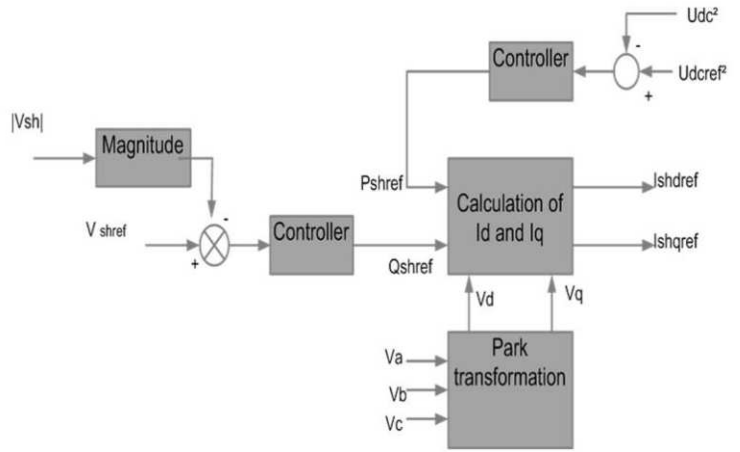 Udc²
-
Controller
Udcref²
+
|Vsh|
Magnitude
Pshref
Calculation of
Id and Iq
Ishdref
-
V shref
Controller
Ishqref
+
Qshref
Vd
Vq
Park
transformation
Va
Vb
Vc